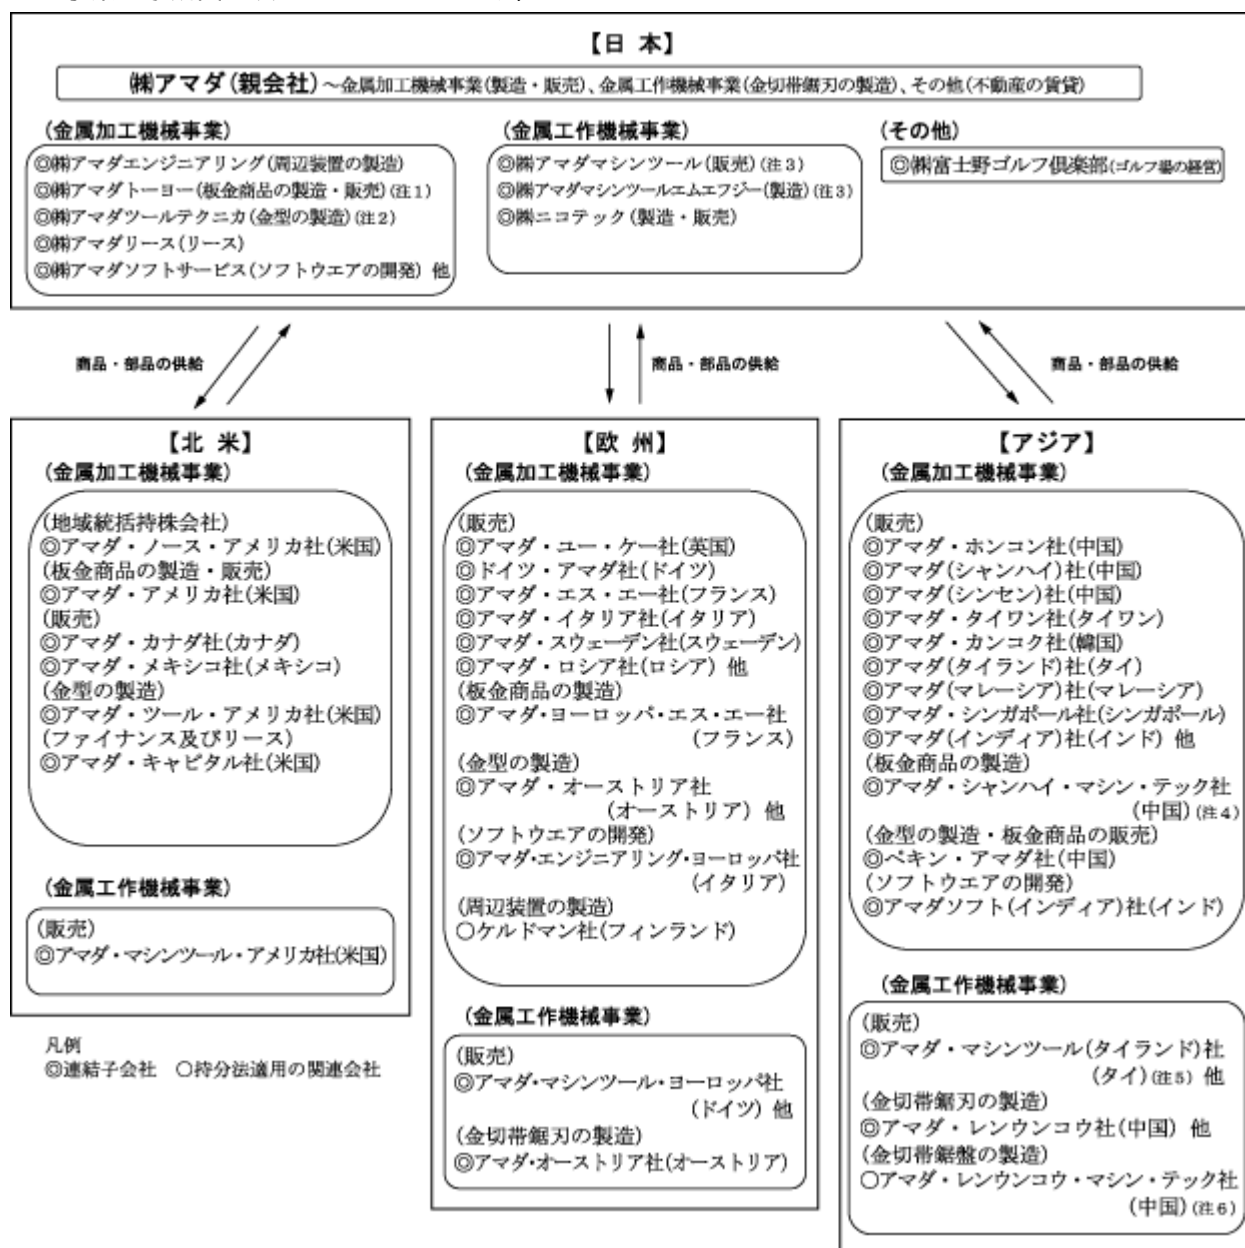 【日 本】
㈱アマダ(親会社)～金属加工機械事業(製造・販売)、金属工作機械事業(金切帯鋸刃の製造)、その他(不動産の賃貸)
(金属加工機械事業)
◎㈱アマダエンジニアリング(周辺装置の製造)
◎㈱アマダトーヨー(板金商品の製造・販売)(注1)
◎㈱アマダツールテクニカ(金型の製造)(注2)
◎㈱アマダリース(リース)
◎㈱アマダソフトサービス(ソフトウエアの開発) 他
(金属工作機械事業)
◎㈱アマダマシンツール(販売)(注3)
◎㈱アマダマシンツールエムエフジー(製造)(注3)
◎㈱ニコテック(製造・販売)
(その他)
◎㈱富士野ゴルフ倶楽部(ゴルフ場の経営)
商品・部品の供給
商品・部品の供給
商品・部品の供給
【北 米】
(金属加工機械事業)
(地域統括持株会社)
◎アマダ・ノース・アメリカ社(米国)
(板金商品の製造・販売)
◎アマダ・アメリカ社(米国)
(販売)
◎アマダ・カナダ社(カナダ)
◎アマダ・メキシコ社(メキシコ)
(金型の製造)
◎アマダ・ツール・アメリカ社(米国)
(ファイナンス及びリース)
◎アマダ・キャピタル社(米国)
(金属工作機械事業)
(販売)
◎アマダ・マシンツール・アメリカ社(米国)
凡例
◎連結子会社 ○持分法適用の関連会社
【欧 州】
(金属加工機械事業)
(販売)
◎アマダ・ユー・ケー社(英国)
◎ドイツ・アマダ社(ドイツ)
◎アマダ・エス・エー社(フランス)
◎アマダ・イタリア社(イタリア)
◎アマダ・スウェーデン社(スウェーデン)
◎アマダ・ロシア社(ロシア) 他
(板金商品の製造)
◎アマダ・ヨーロッパ・エス・エー社
(フランス)
(金型の製造)
◎アマダ・オーストリア社
(オーストリア) 他
(ソフトウエアの開発)
◎アマダ・エンジニアリング・ヨーロッパ社
(イタリア)
(周辺装置の製造)
○ケルドマン社(フィンランド)
(金属工作機械事業)
(販売)
◎アマダ・マシンツール・ヨーロッパ社
(ドイツ) 他
(金切帯鋸刃の製造)
◎アマダ・オーストリア社(オーストリア)
【アジア】
(金属加工機械事業)
(販売)
◎アマダ・ホンコン社(中国)
◎アマダ(シャンハイ)社(中国)
◎アマダ(シンセン)社(中国)
◎アマダ・タイワン社(タイワン)
◎アマダ・カンコク社(韓国)
◎アマダ(タイランド)社(タイ)
◎アマダ(マレーシア)社(マレーシア)
◎アマダ・シンガポール社(シンガポール)
◎アマダ(インディア)社(インド) 他
(板金商品の製造)
◎アマダ・シャンハイ・マシン・テック社
(中国)(注4)
(金型の製造・板金商品の販売)
◎ペキン・アマダ社(中国)
(ソフトウエアの開発)
◎アマダソフト(インディア)社(インド)
(金属工作機械事業)
(販売)
◎アマダ・マシンツール(タイランド)社
(タイ)(注5) 他
(金切帯鋸刃の製造)
◎アマダ・レンウンコウ社(中国) 他
(金切帯鋸盤の製造)
○アマダ・レンウンコウ・マシン・テック社
(中国)(注6)